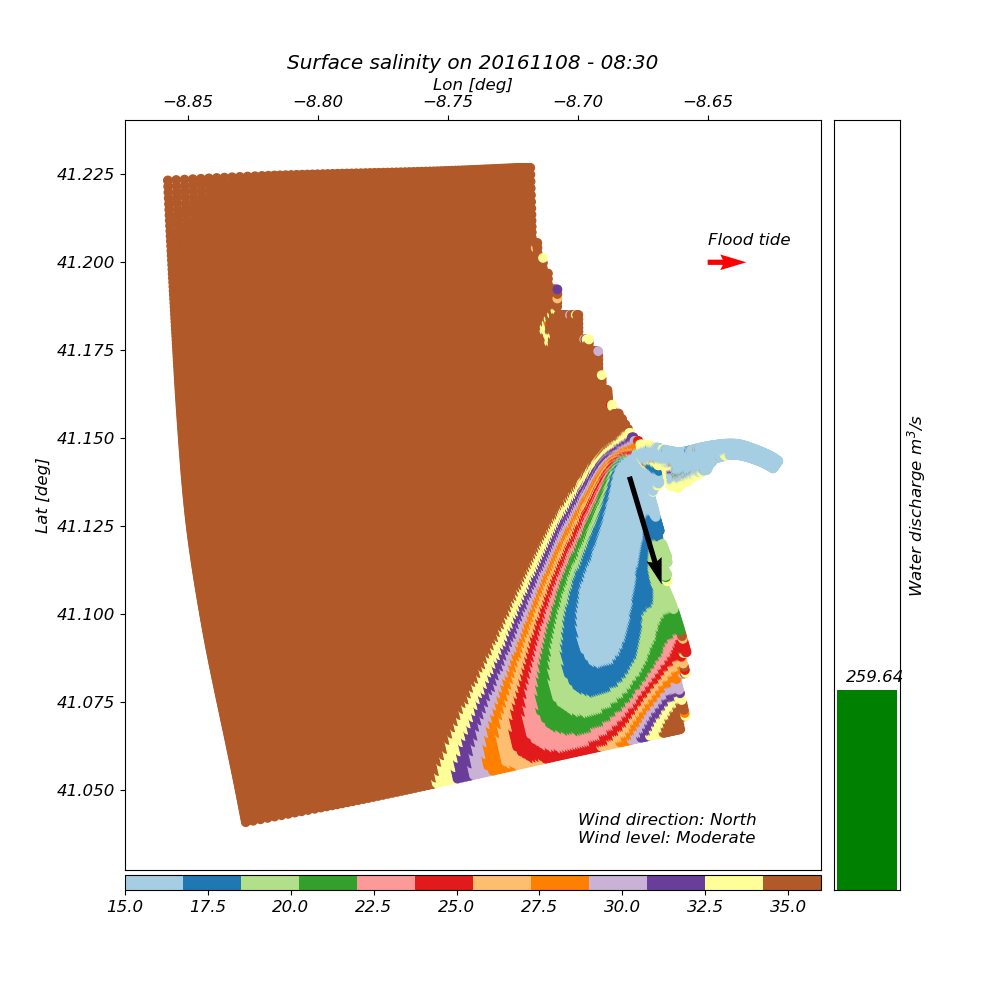 Surface salinity on 20161108 - 08:30
Lon [deg]
−8.85 −8.80 −8.75 −8.70 −8.65
41.225
41.200
41.175
41.150
41.125
41.100
41.075
41.050
Lat [deg]
Flood tide
Wind direction: North
Wind level: Moderate
259.64
Water discharge m³/s
15.0 17.5 20.0 22.5 25.0 27.5 30.0 32.5 35.0